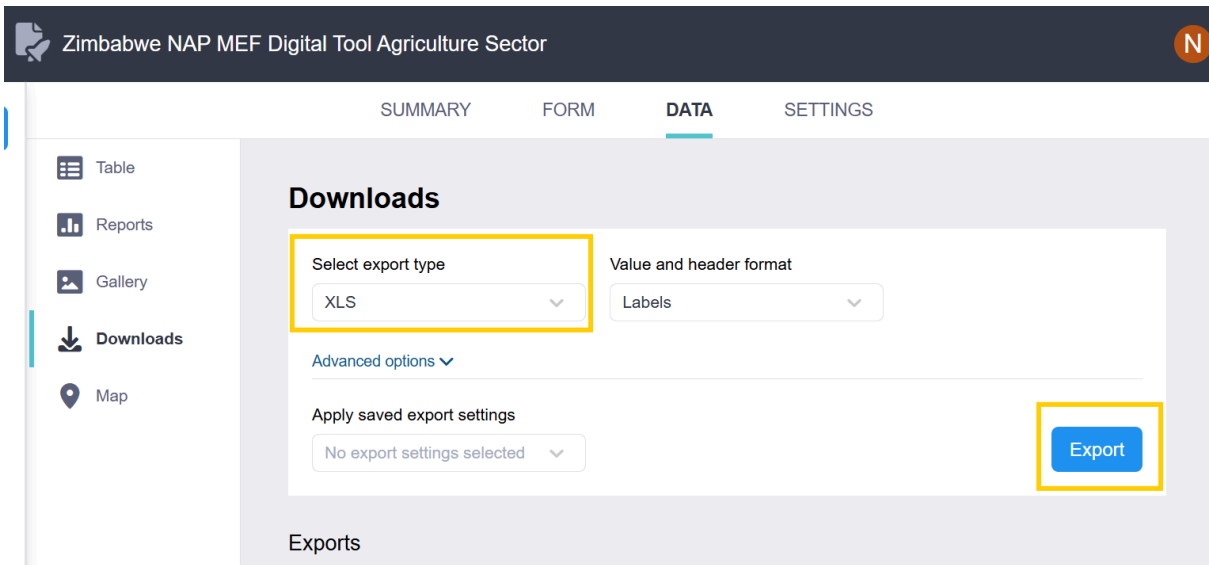 Zimbabwe NAP MEF Digital Tool Agriculture Sector
N
SUMMARY FORM DATA SETTINGS
Table
Reports
Gallery
Downloads
Map
Downloads
Select export type
XLS
Value and header format
Labels
Advanced options
Apply saved export settings
No export settings selected
Export
Exports